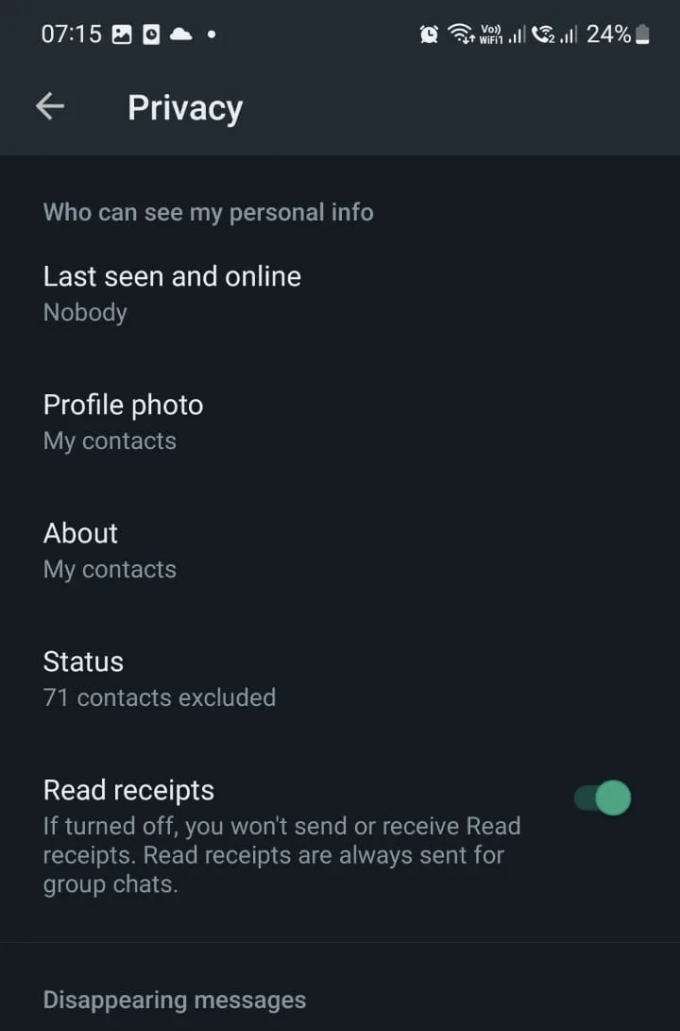 07:15 Vo)) WiFi1 2 24%
Privacy
Who can see my personal info
Last seen and online
Nobody
Profile photo
My contacts
About
My contacts
Status
71 contacts excluded
Read receipts
If turned off, you won't send or receive Read
receipts. Read receipts are always sent for
group chats.
Disappearing messages